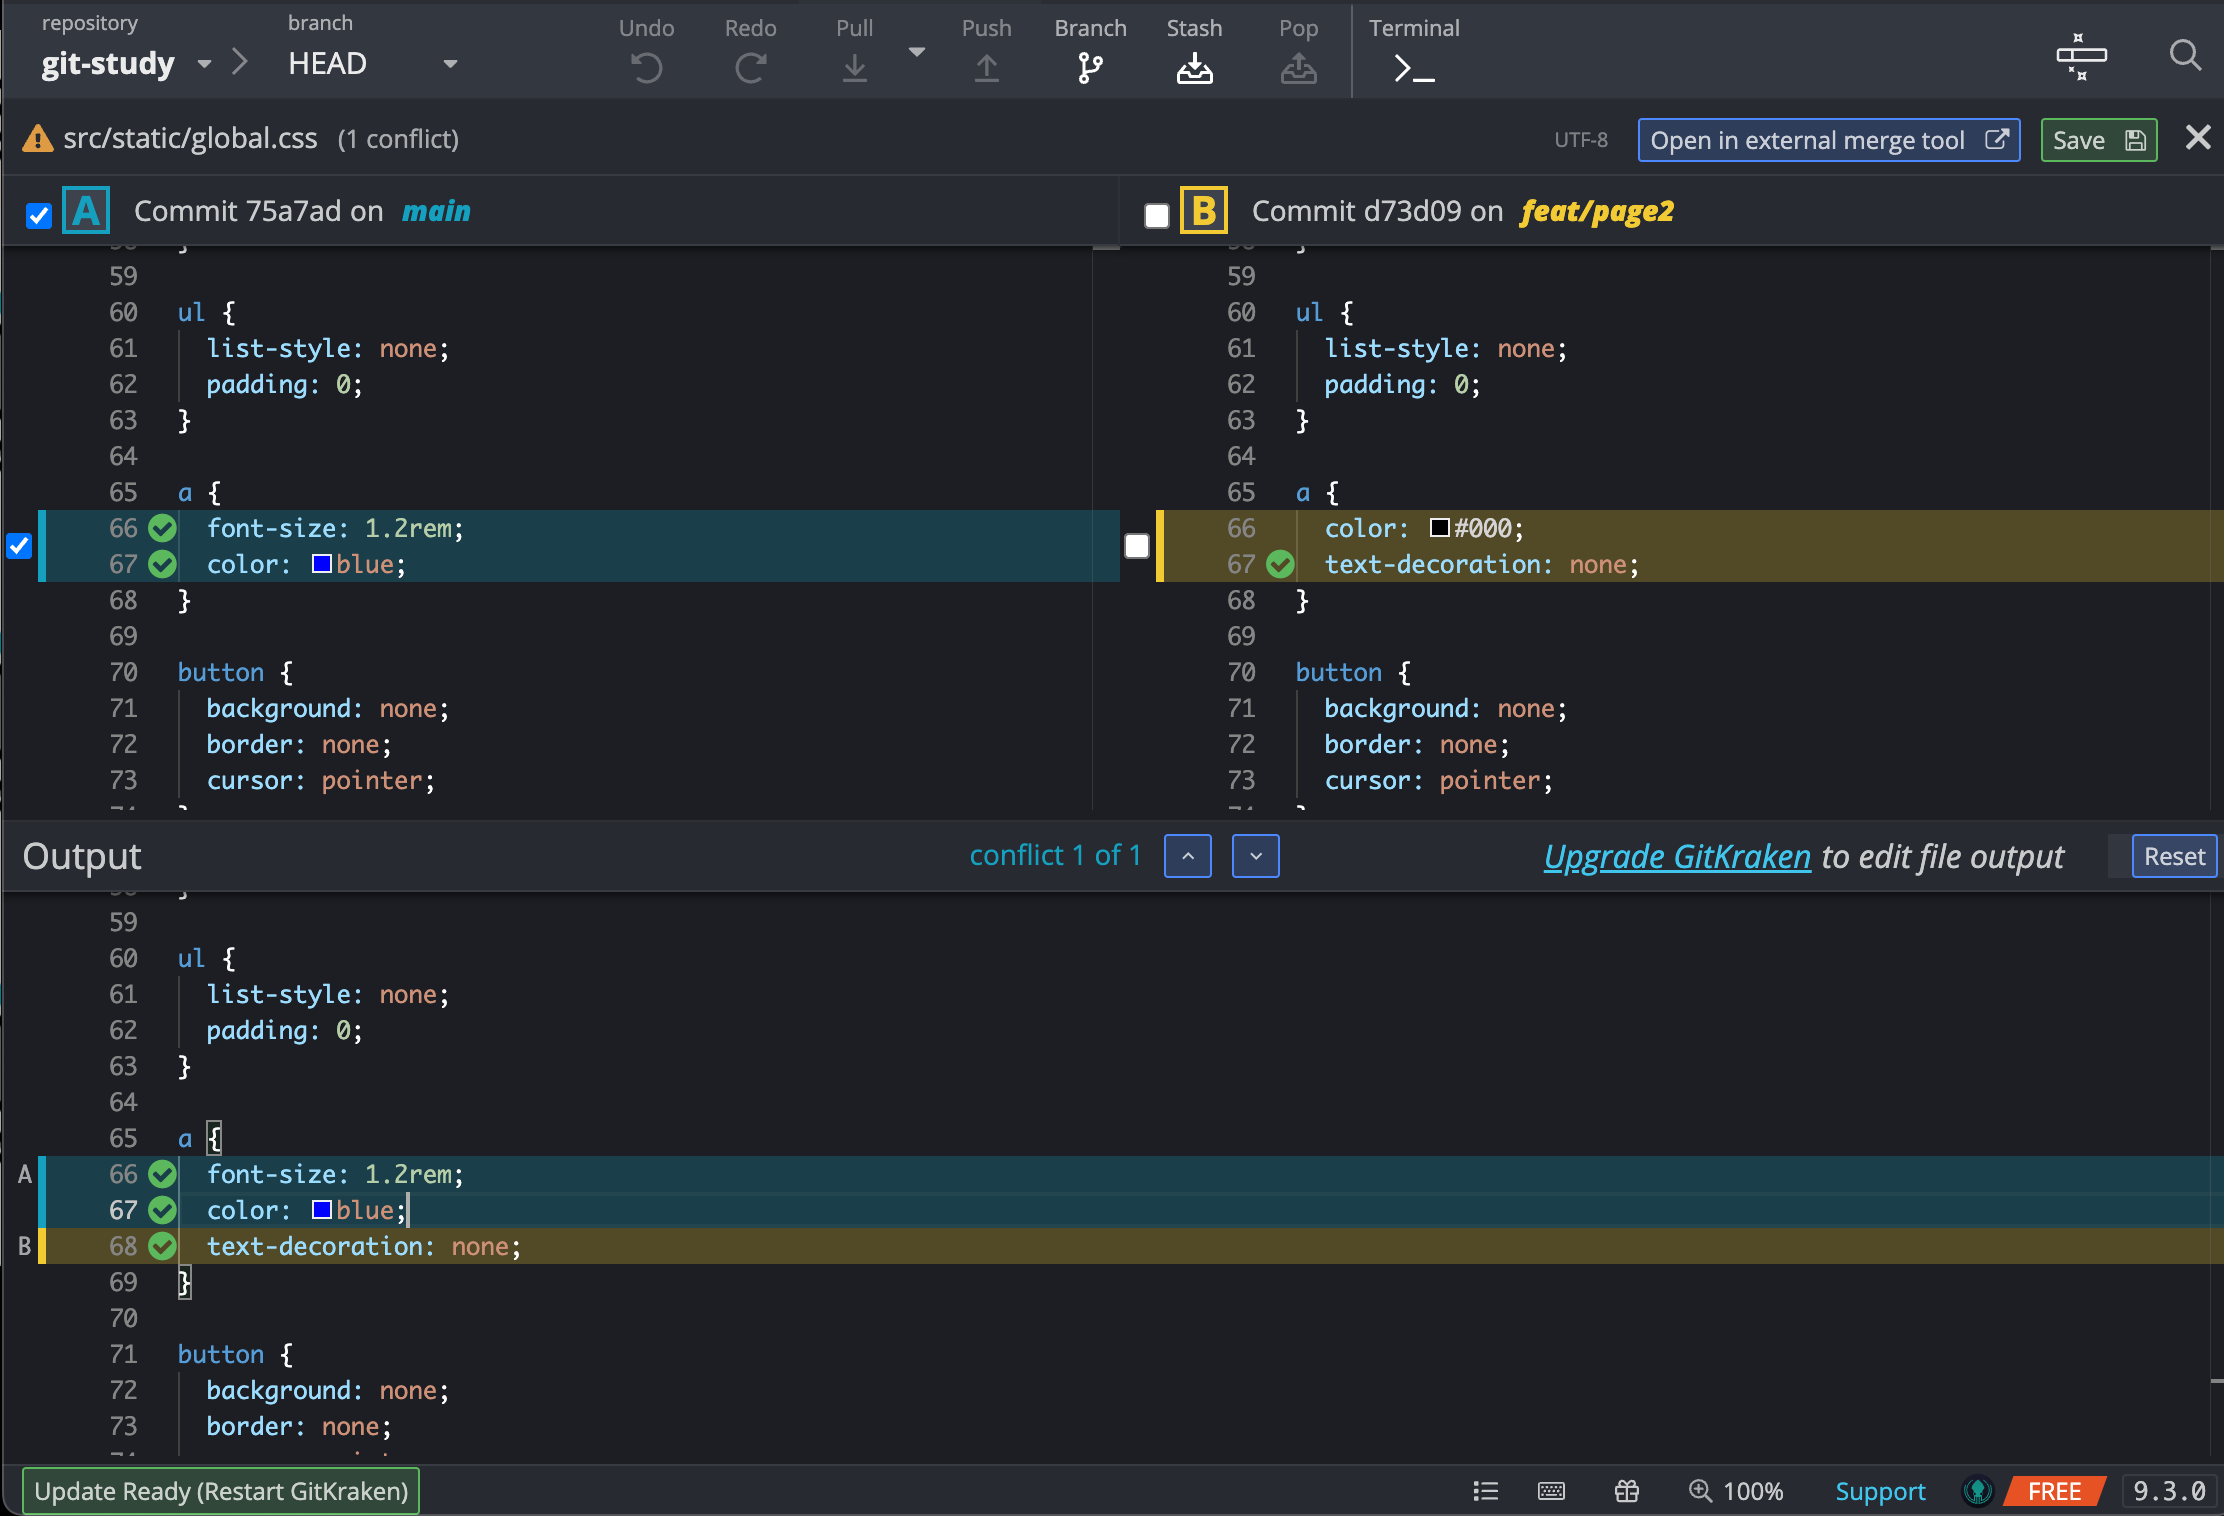 repository
branch
Undo
Redo
Pull
Push
Branch
Stash
Pop
Terminal
git-study
HEAD
src/static/global.css (1 conflict)
UTF-8
Open in external merge tool
Save
A Commit 75a7ad on main
B Commit d73d09 on feat/page2
59
60 ul {
61 list-style: none;
62 padding: 0;
63 }
64
65 a {
66 font-size: 1.2rem;
67 color: blue;
68 }
69
70 button {
71 background: none;
72 border: none;
73 cursor: pointer;
59
60 ul {
61 list-style: none;
62 padding: 0;
63 }
64
65 a {
66 color: #000;
67 text-decoration: none;
68 }
69
70 button {
71 background: none;
72 border: none;
73 cursor: pointer;
Output
conflict 1 of 1
Upgrade GitKraken to edit file output
Reset
59
60 ul {
61 list-style: none;
62 padding: 0;
63 }
64
65 a {
A 66 font-size: 1.2rem;
67 color: blue;
B 68 text-decoration: none;
69 }
70
71 button {
72 background: none;
73 border: none;
Update Ready (Restart GitKraken)
100%
Support
FREE
9.3.0